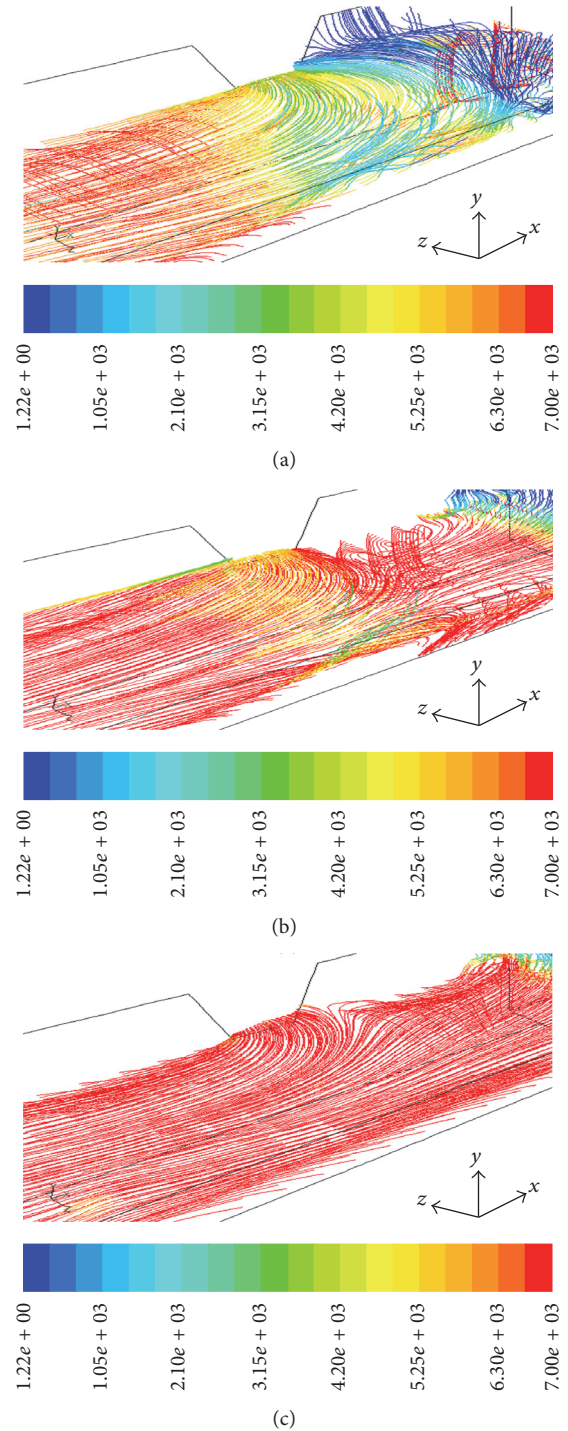 y
z x
1.22e + 00 1.05e + 03 2.10e + 03 3.15e + 03 4.20e + 03 5.25e + 03 6.30e + 03 7.00e + 03
(a)
y
z x
1.22e + 00 1.05e + 03 2.10e + 03 3.15e + 03 4.20e + 03 5.25e + 03 6.30e + 03 7.00e + 03
(b)
y
z x
1.22e + 00 1.05e + 03 2.10e + 03 3.15e + 03 4.20e + 03 5.25e + 03 6.30e + 03 7.00e + 03
(c)